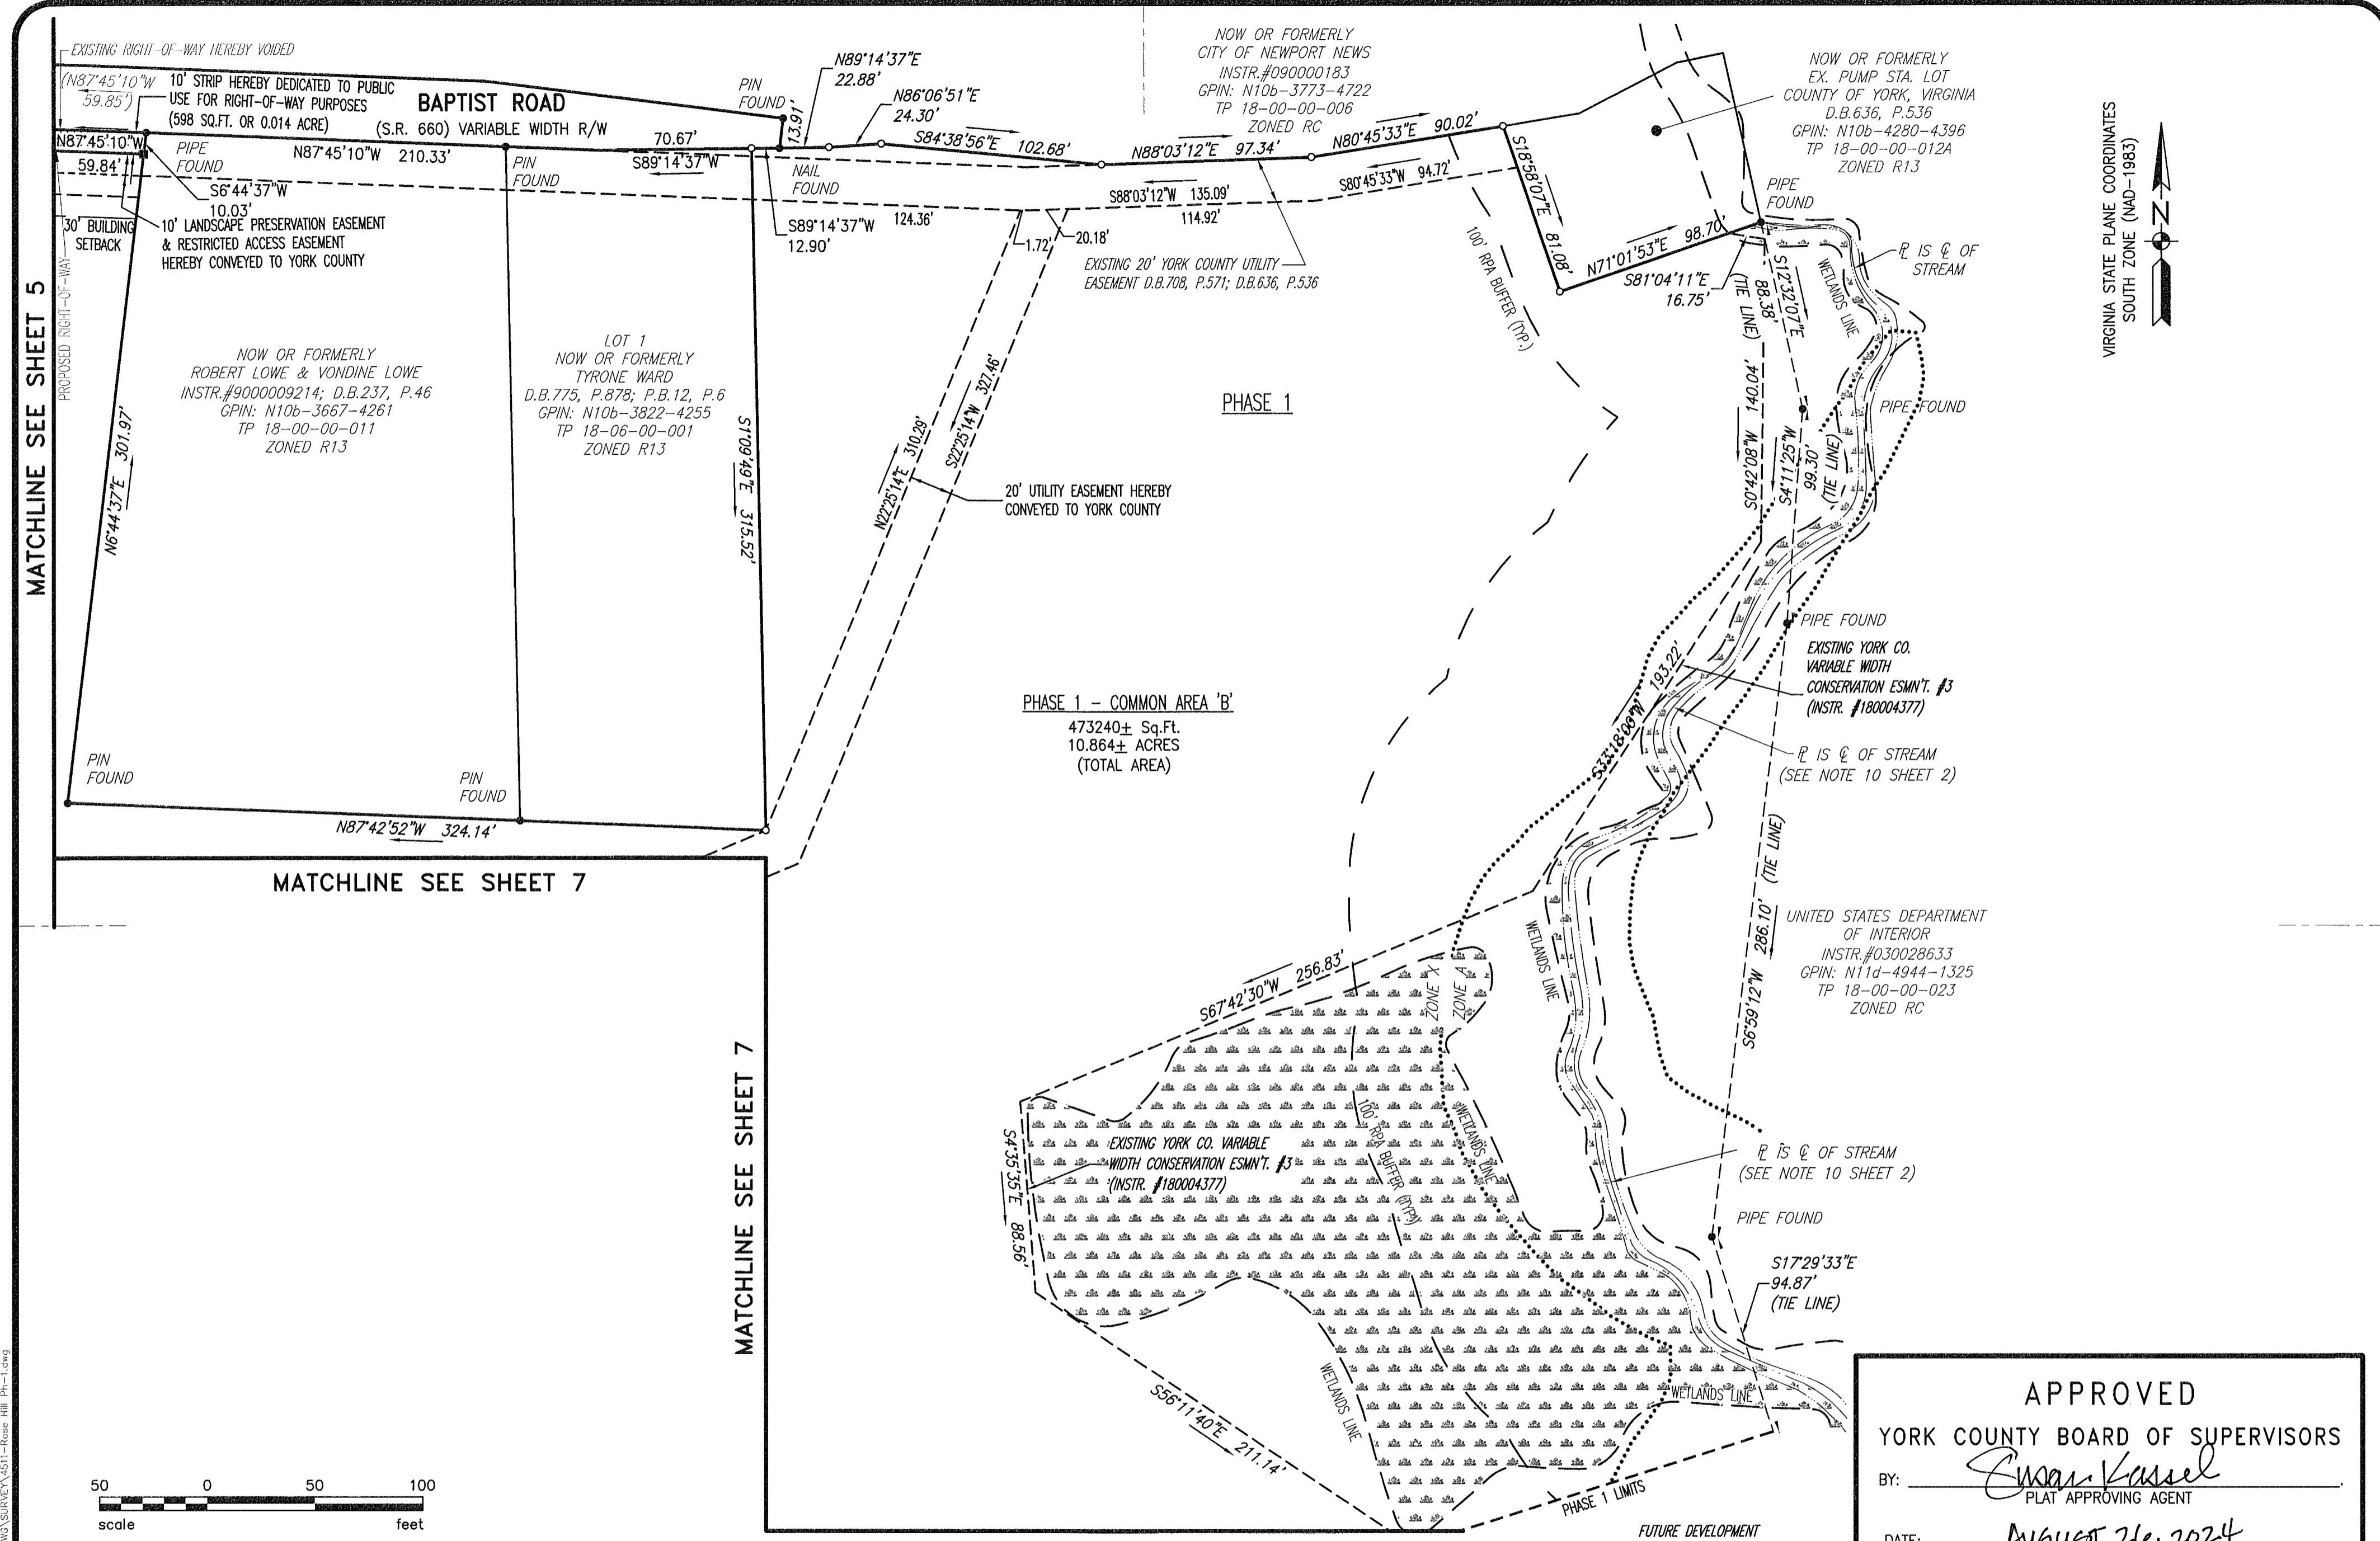 EXISTING RIGHT-OF-WAY HEREBY VOIDED
(N87°45'10"W
59.85')
10' STRIP HEREBY DEDICATED TO PUBLIC
USE FOR RIGHT-OF-WAY PURPOSES
(598 SQ.FT. OR 0.014 ACRE)
BAPTIST ROAD
(S.R. 660) VARIABLE WIDTH R/W
PIN
FOUND
13.91'
N89°14'37"E
22.88'
N86°06'51"E
24.30'
NOW OR FORMERLY
CITY OF NEWPORT NEWS
INSTR.#090000183
GPIN: N10b-3773-4722
TP 18-00-00-006
ZONED RC
NOW OR FORMERLY
EX. PUMP STA. LOT
COUNTY OF YORK, VIRGINIA
D.B.636, P.536
GPIN: N10b-4280-4396
TP 18-00-00-012A
ZONED R13
VIRGINIA STATE PLANE COORDINATES
SOUTH ZONE (NAD-1983)
N
N87°45'10"W
59.84'
PIPE
FOUND
N87°45'10"W 210.33'
PIN
FOUND
70.67'
S89°14'37"W
NAIL
FOUND
S84°38'56"E 102.68'
N88°03'12"E 97.34'
N80°45'33"E 90.02'
S18°58'07"E 81.08'
PIPE
FOUND
S6°44'37"W
10.03'
30' BUILDING
SETBACK
10' LANDSCAPE PRESERVATION EASEMENT
& RESTRICTED ACCESS EASEMENT
HEREBY CONVEYED TO YORK COUNTY
S89°14'37"W
12.90'
124.36'
1.72'
20.18'
S88°03'12"W 135.09'
114.92'
S80°45'33"W 94.72'
EXISTING 20' YORK COUNTY UTILITY
EASEMENT D.B.708, P.571; D.B.636, P.536
100' RPA BUFFER (TYP.)
N71°01'53"E 98.70'
S81°04'11"E
16.75'
S12°32'07"E
88.38'
(TIE LINE)
WETLANDS LINE
℄ OF
STREAM
MATCHLINE SEE SHEET 5
PROPOSED RIGHT-OF-WAY
N6°44'37"E 301.97'
NOW OR FORMERLY
ROBERT LOWE & VONDINE LOWE
INSTR.#9000009214; D.B.237, P.46
GPIN: N10b-3667-4261
TP 18-00-00-011
ZONED R13
LOT 1
NOW OR FORMERLY
TYRONE WARD
D.B.775, P.878; P.B.12, P.6
GPIN: N10b-3822-4255
TP 18-06-00-001
ZONED R13
S1°09'49"E 315.52'
N22°25'14"E 310.29'
S22°25'14"W 327.46'
20' UTILITY EASEMENT HEREBY
CONVEYED TO YORK COUNTY
PHASE 1
S0°42'08"W 140.04'
S4°11'25"W
99.30'
(TIE LINE)
PIPE FOUND
PIPE FOUND
EXISTING YORK CO.
VARIABLE WIDTH
CONSERVATION ESMN'T. #3
(INSTR. #180004377)
S33°18'00"W 193.22'
PHASE 1 - COMMON AREA 'B'
473240± Sq.Ft.
10.864± ACRES
(TOTAL AREA)
℄ OF STREAM
(SEE NOTE 10 SHEET 2)
PIN
FOUND
PIN
FOUND
N87°42'52"W 324.14'
MATCHLINE SEE SHEET 7
MATCHLINE SEE SHEET 7
S6°59'12"W 286.10' (TIE LINE)
UNITED STATES DEPARTMENT
OF INTERIOR
INSTR.#030028633
GPIN: N11d-4944-1325
TP 18-00-00-023
ZONED RC
WETLANDS LINE
S67°42'30"W 256.83'
ZONE X
ZONE A
100' RPA BUFFER (TYP.)
WETLANDS LINE
EXISTING YORK CO. VARIABLE
WIDTH CONSERVATION ESMN'T. #3
(INSTR. #180004377)
S4°35'35"E 88.56'
℄ OF STREAM
(SEE NOTE 10 SHEET 2)
PIPE FOUND
S17°29'33"E
94.87'
(TIE LINE)
WETLANDS LINE
WETLANDS LINE
S56°11'40"E 211.14'
PHASE 1 LIMITS
FUTURE DEVELOPMENT
50 0 50 100
scale feet
WG\SURVEY\4511-Rose Hill Ph-1.dwg
APPROVED
YORK COUNTY BOARD OF SUPERVISORS
BY: Susan Kassel
PLAT APPROVING AGENT
DATE: AUGUST 26, 2024